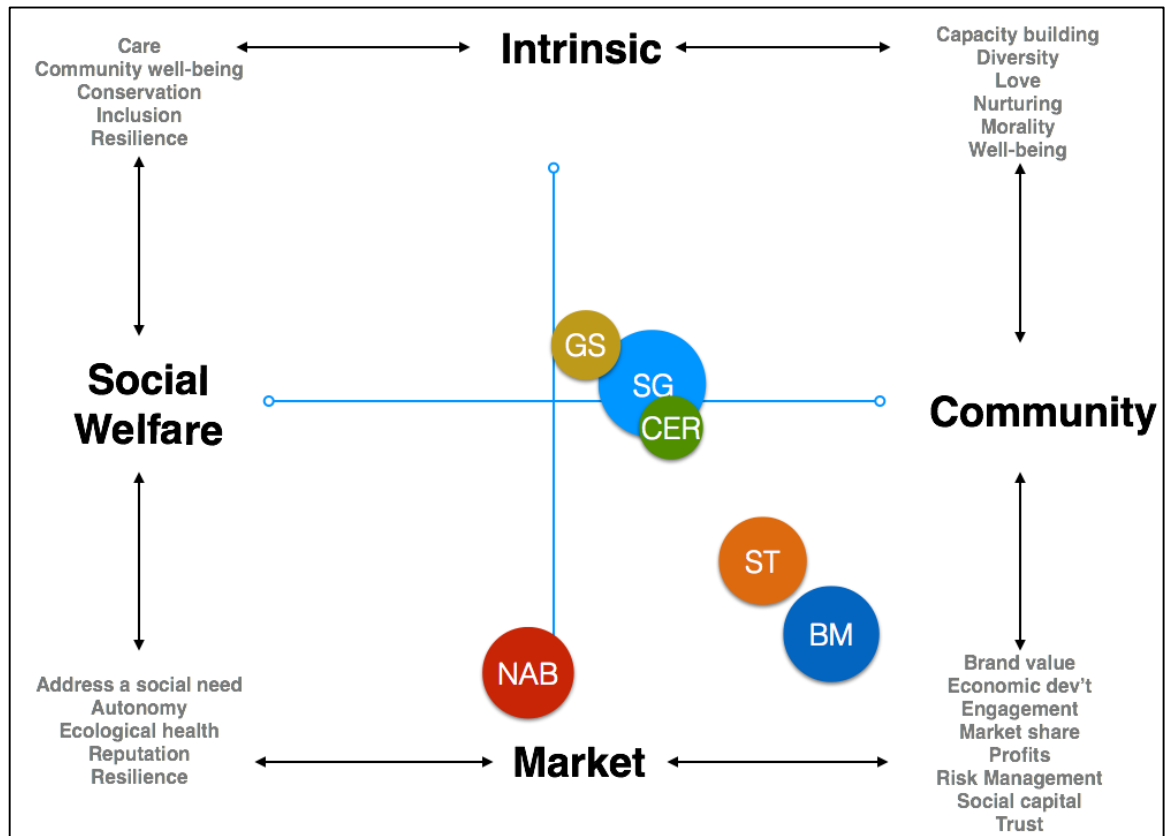 Care
Community well-being
Conservation
Inclusion
Resilience
Intrinsic
Capacity building
Diversity
Love
Nurturing
Morality
Well-being
GS
SG
CER
Social
Welfare
Community
ST
BM
NAB
Address a social need
Autonomy
Ecological health
Reputation
Resilience
Market
Brand value
Economic dev't
Engagement
Market share
Profits
Risk Management
Social capital
Trust